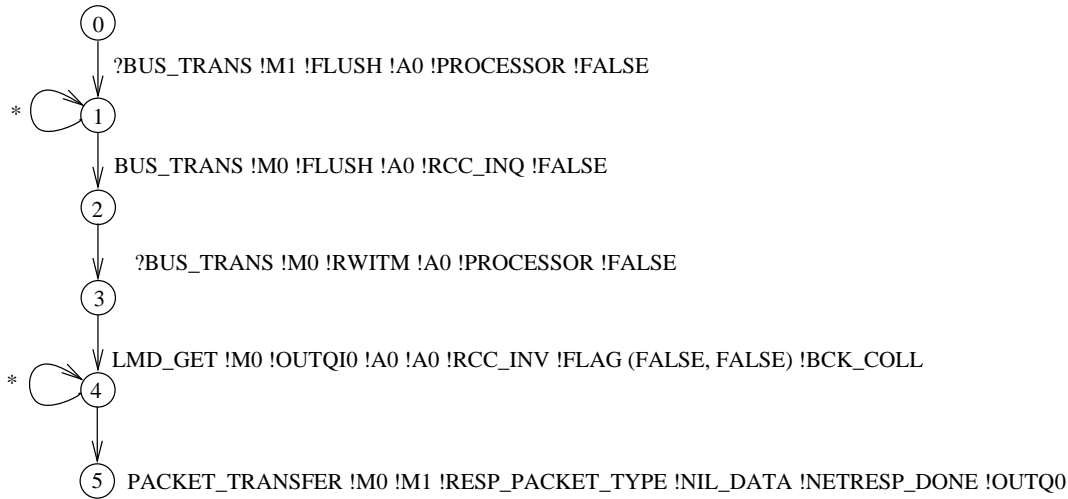 0
?BUS_TRANS !M1 !FLUSH !A0 !PROCESSOR !FALSE
* 1
BUS_TRANS !M0 !FLUSH !A0 !RCC_INQ !FALSE
2
?BUS_TRANS !M0 !RWITM !A0 !PROCESSOR !FALSE
3
LMD_GET !M0 !OUTQI0 !A0 !A0 !RCC_INV !FLAG (FALSE, FALSE) !BCK_COLL
* 4
5 PACKET_TRANSFER !M0 !M1 !RESP_PACKET_TYPE !NIL_DATA !NETRESP_DONE !OUTQ0